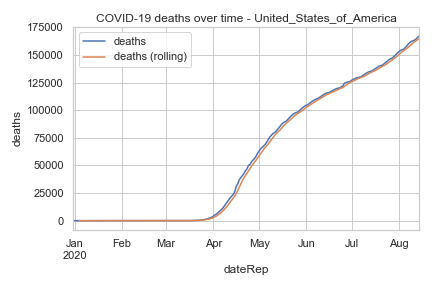 COVID-19 deaths over time - United_States_of_America
deaths
deaths (rolling)
175000
150000
125000
100000
75000
50000
25000
0
deaths
Jan Feb Mar Apr May Jun Jul Aug
2020
dateRep